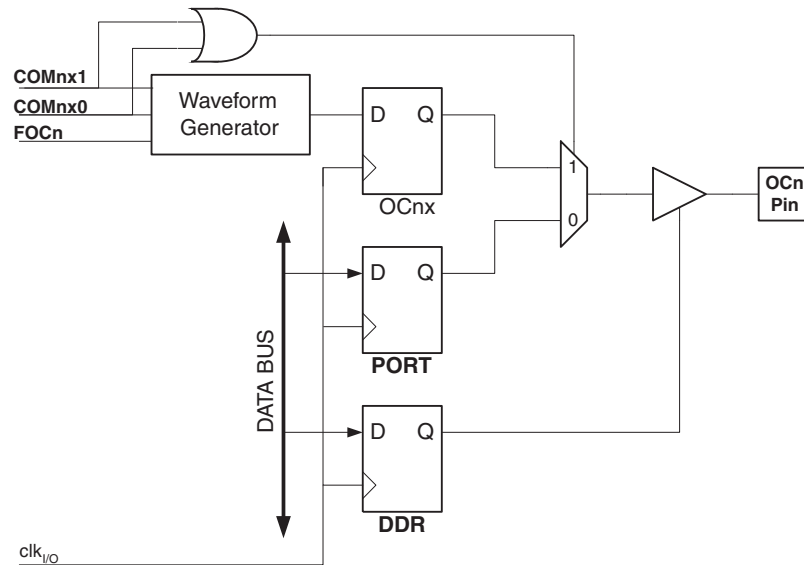 COMnx1
COMnx0
FOCn
Waveform
Generator
D Q
OCnx
1
0
OCn
Pin
D Q
PORT
DATA BUS
D Q
DDR
clkI/O